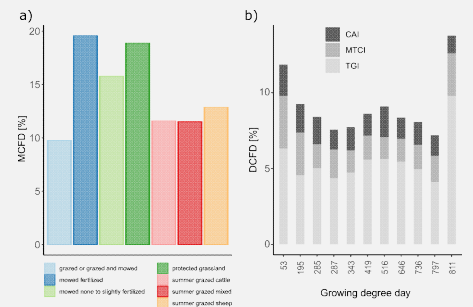 a)
MCFD [%]
20
15
10
5
0
grazed or grazed and mowed
mowed fertilized
mowed none to slightly fertilized
protected grassland
summer grazed cattle
summer grazed mixed
summer grazed sheep
b)
CAI
MTCI
TGI
DCFD [%]
10
5
0
53 195 285 287 343 419 516 646 736 797 811
Growing degree day